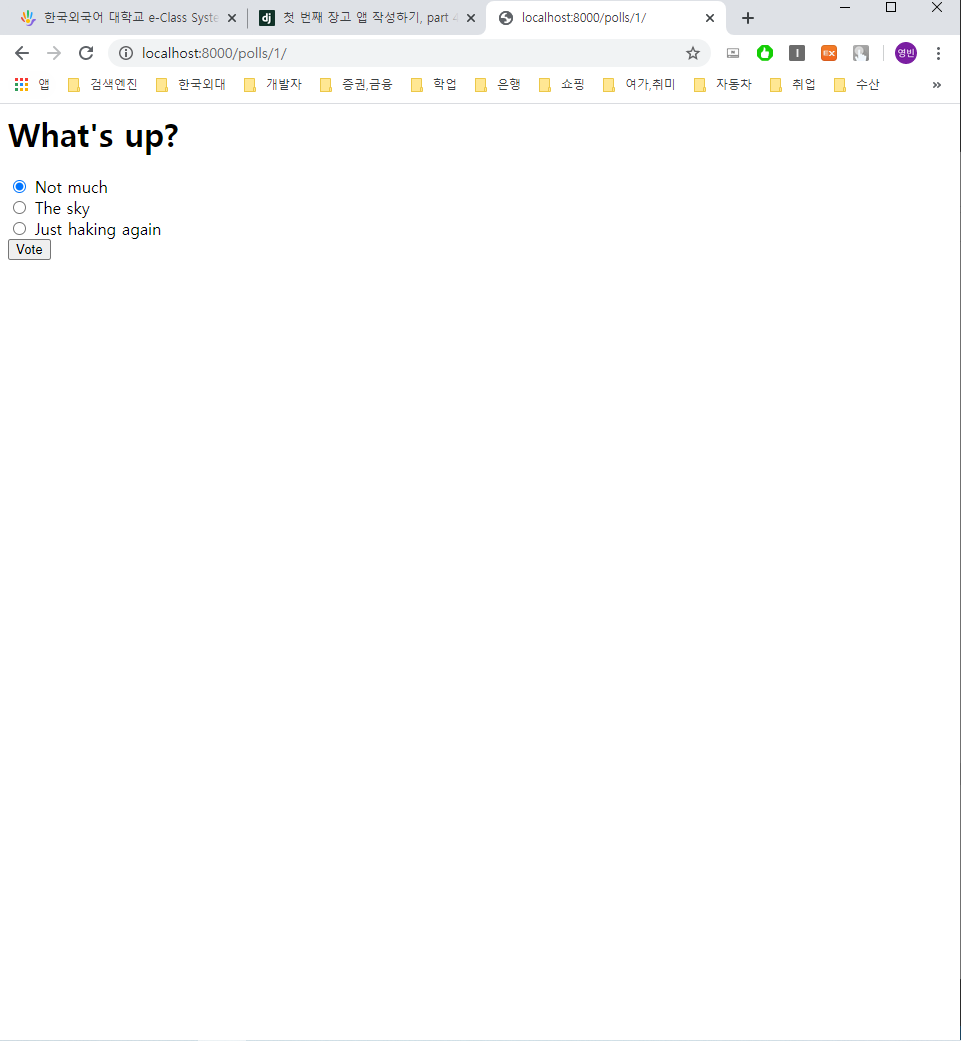 한국외국어 대학교 e-Class Syste
첫 번째 장고 앱 작성하기, part 4
localhost:8000/polls/1/
localhost:8000/polls/1/
EX
영빈
앱 검색엔진 한국외대 개발자 증권,금융 학업 은행 쇼핑 여가,취미 자동차 취업 수산 »
What's up?
Not much
The sky
Just haking again
Vote